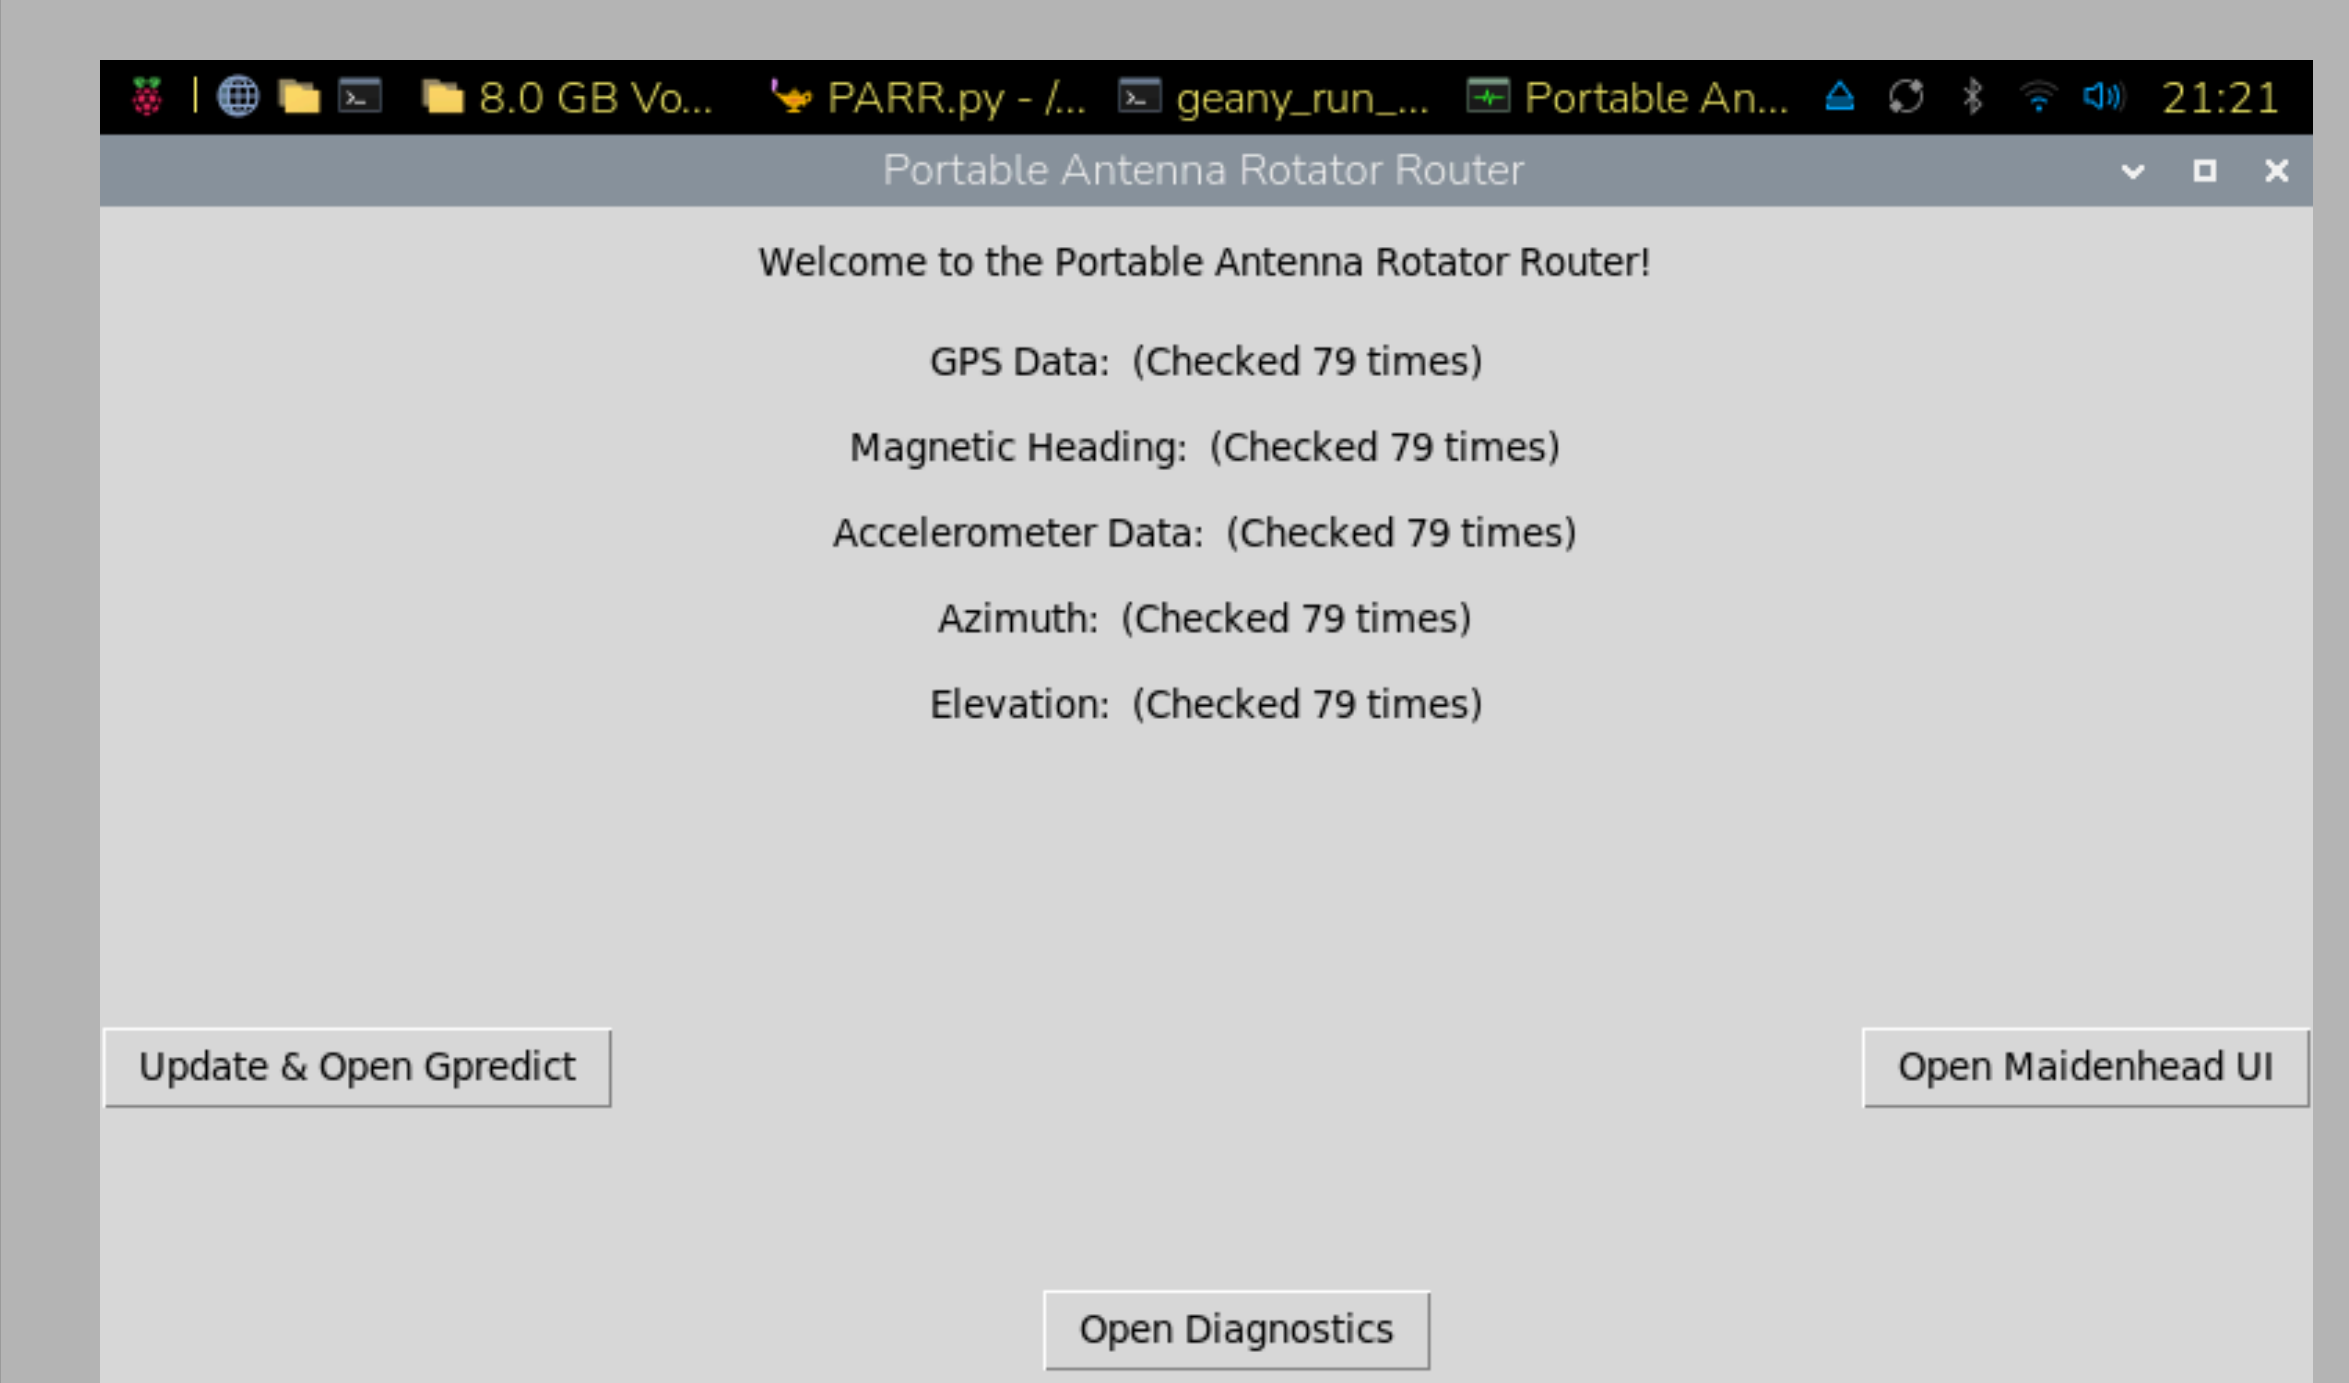 8.0 GB Vo... PARR.py - /... geany_run_... Portable An... 21:21
Portable Antenna Rotator Router
Welcome to the Portable Antenna Rotator Router!
GPS Data:  (Checked 79 times)
Magnetic Heading:  (Checked 79 times)
Accelerometer Data:  (Checked 79 times)
Azimuth:  (Checked 79 times)
Elevation:  (Checked 79 times)
Update & Open Gpredict
Open Maidenhead UI
Open Diagnostics